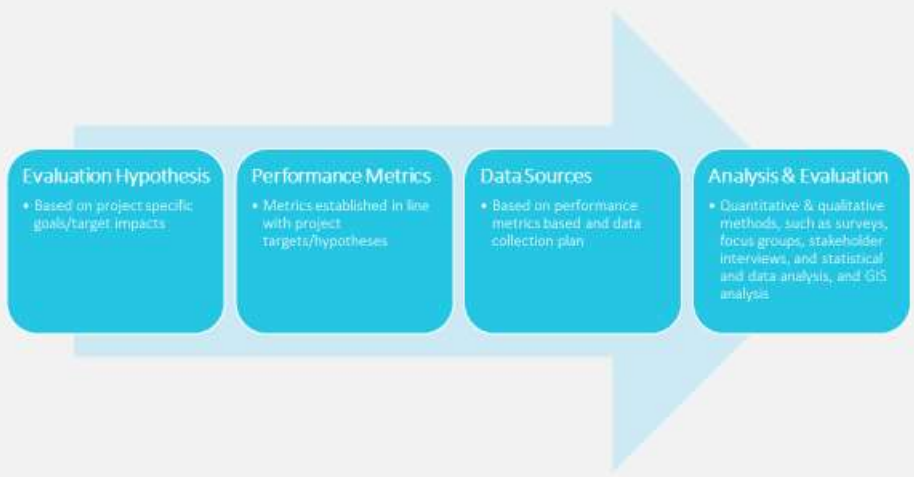 Evaluation Hypothesis
• Based on project specific
goals/target impacts
Performance Metrics
• Metrics established in line
with project
targets/hypotheses
Data Sources
• Based on performance
metrics based and data
collection plan
Analysis & Evaluation
• Quantitative & qualitative
methods, such as surveys,
focus groups, stakeholder
interviews, and statistical
and data analysis, and GIS
analysis